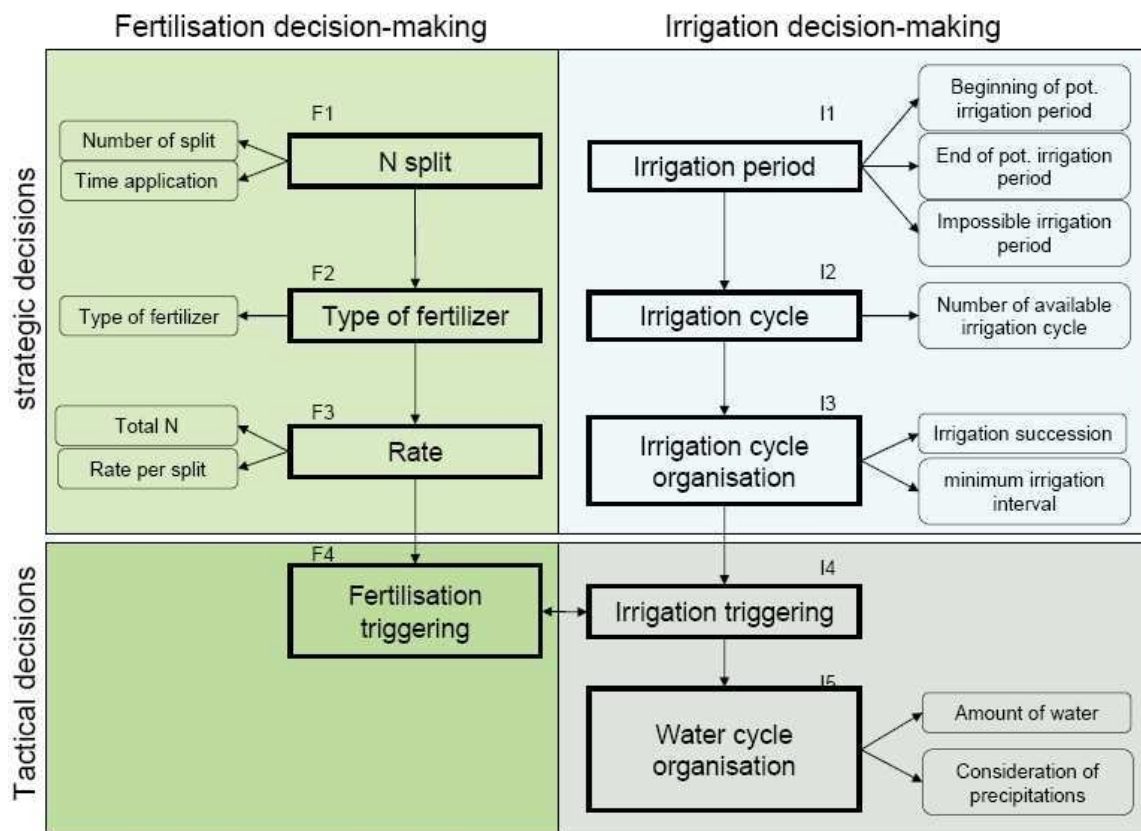 Fertilisation decision-making
Irrigation decision-making
strategic decisions
F1
N split
Number of split
Time application
F2
Type of fertilizer
Type of fertilizer
F3
Rate
Total N
Rate per split
I1
Irrigation period
Beginning of pot.
irrigation period
End of pot. irrigation
period
Impossible irrigation
period
I2
Irrigation cycle
Number of available
irrigation cycle
I3
Irrigation cycle
organisation
Irrigation succession
minimum irrigation
interval
Tactical decisions
F4
Fertilisation
triggering
I4
Irrigation triggering
I5
Water cycle
organisation
Amount of water
Consideration of
precipitations